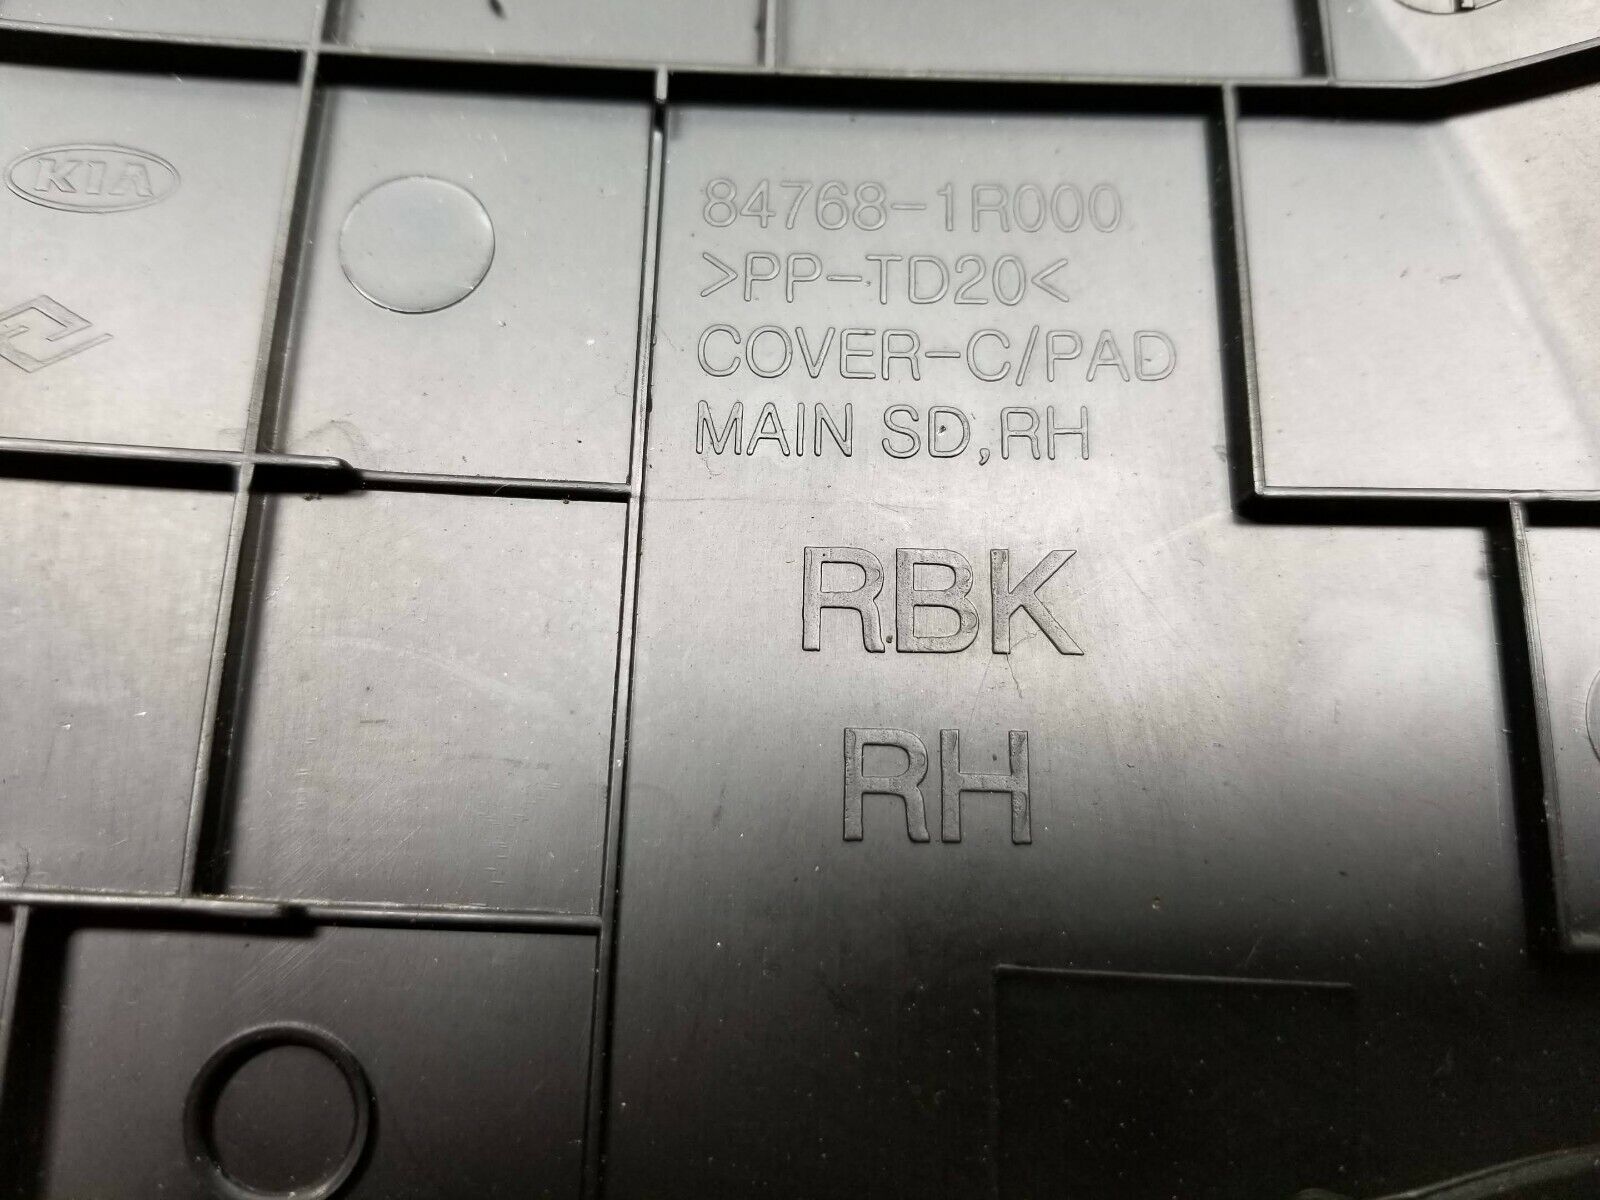 KIA
84768-1R000
>PP-TD20<
COVER-C/PAD
MAIN SD,RH
RBK
RH